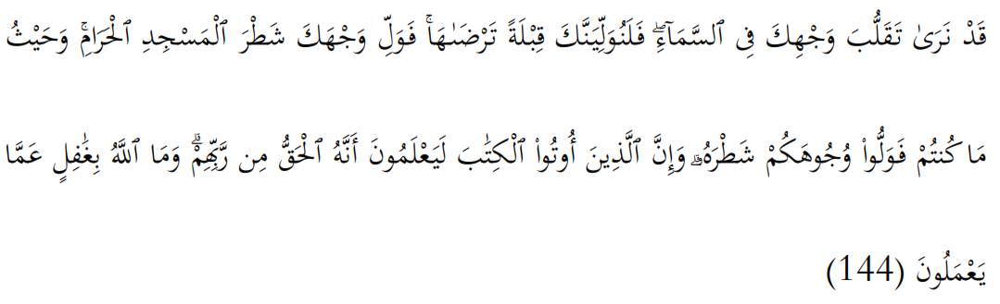 قَدْ نَرَىٰ تَقَلُّبَ وَجْهِكَ فِى ٱلسَّمَآءِۖ فَلَنُوَلِّيَنَّكَ قِبْلَةً تَرْضَىٰهَاۚ فَوَلِّ وَجْهَكَ شَطْرَ ٱلْمَسْجِدِ ٱلْحَرَامِۚ وَحَيْثُ
مَا كُنتُمْ فَوَلُّوا۟ وُجُوهَكُمْ شَطْرَهُۥۗ وَإِنَّ ٱلَّذِينَ أُوتُوا۟ ٱلْكِتَٰبَ لَيَعْلَمُونَ أَنَّهُ ٱلْحَقُّ مِن رَّبِّهِمْۗ وَمَا ٱللَّهُ بِغَٰفِلٍ عَمَّا
يَعْمَلُونَ (144)